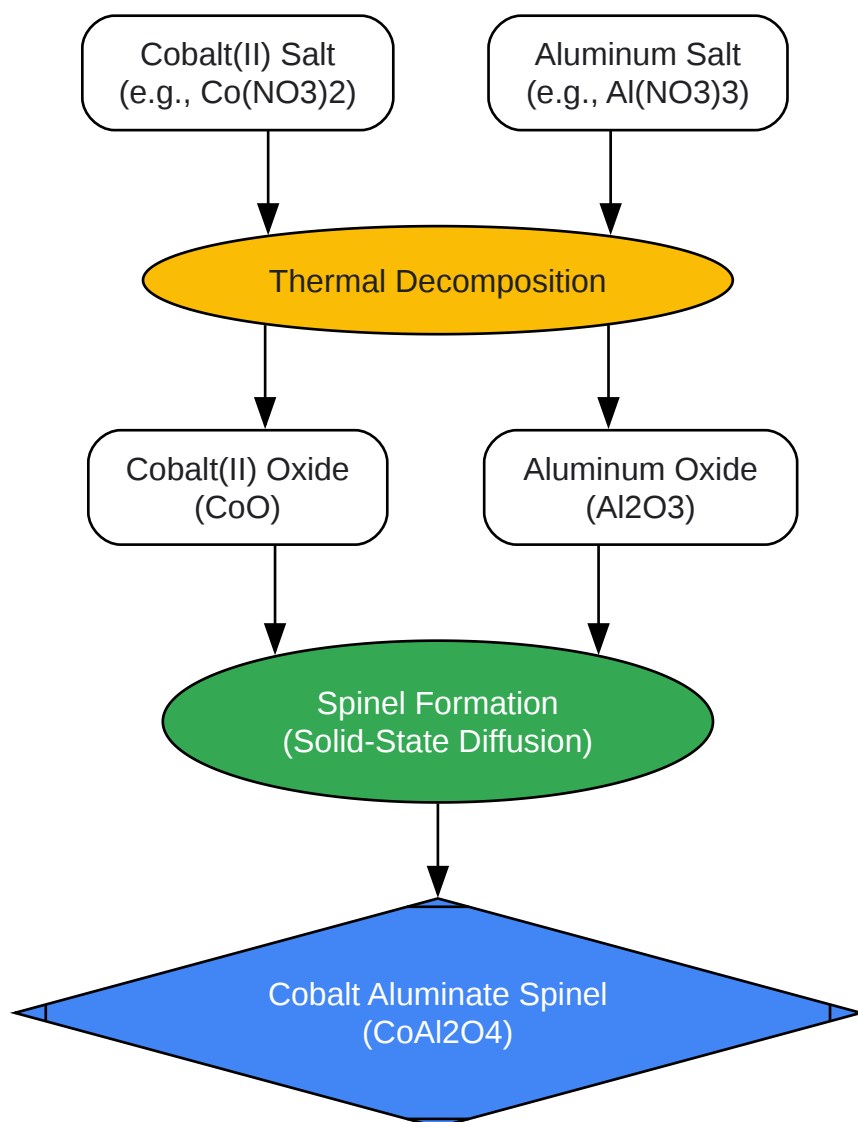 Cobalt(II) Salt
(e.g., Co(NO3)2)
Aluminum Salt
(e.g., Al(NO3)3)
Thermal Decomposition
Cobalt(II) Oxide
(CoO)
Aluminum Oxide
(Al2O3)
Spinel Formation
(Solid-State Diffusion)
Cobalt Aluminate Spinel
(CoAl2O4)